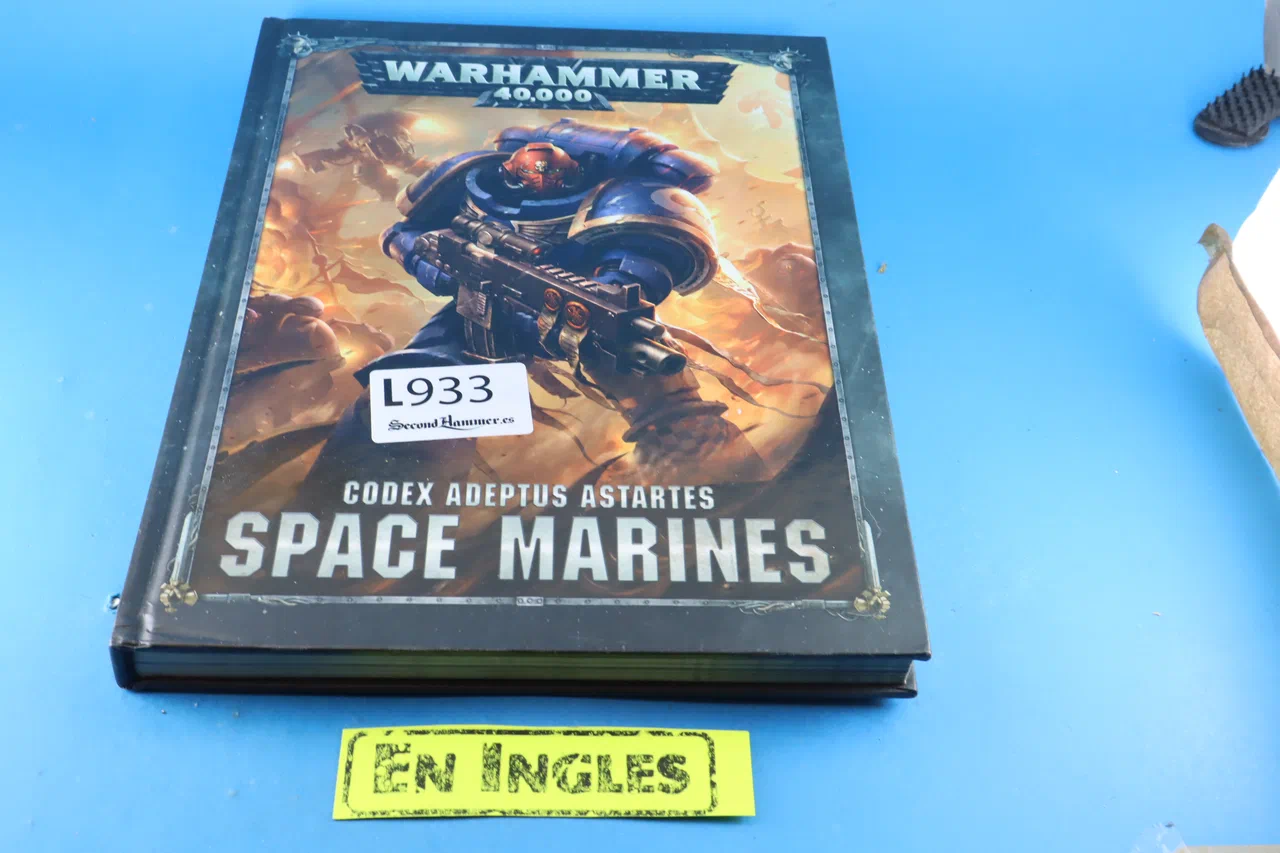 WARHAMMER
40,000
L933
SecondHammer.es
CODEX ADEPTUS ASTARTES
SPACE MARINES
EN INGLES